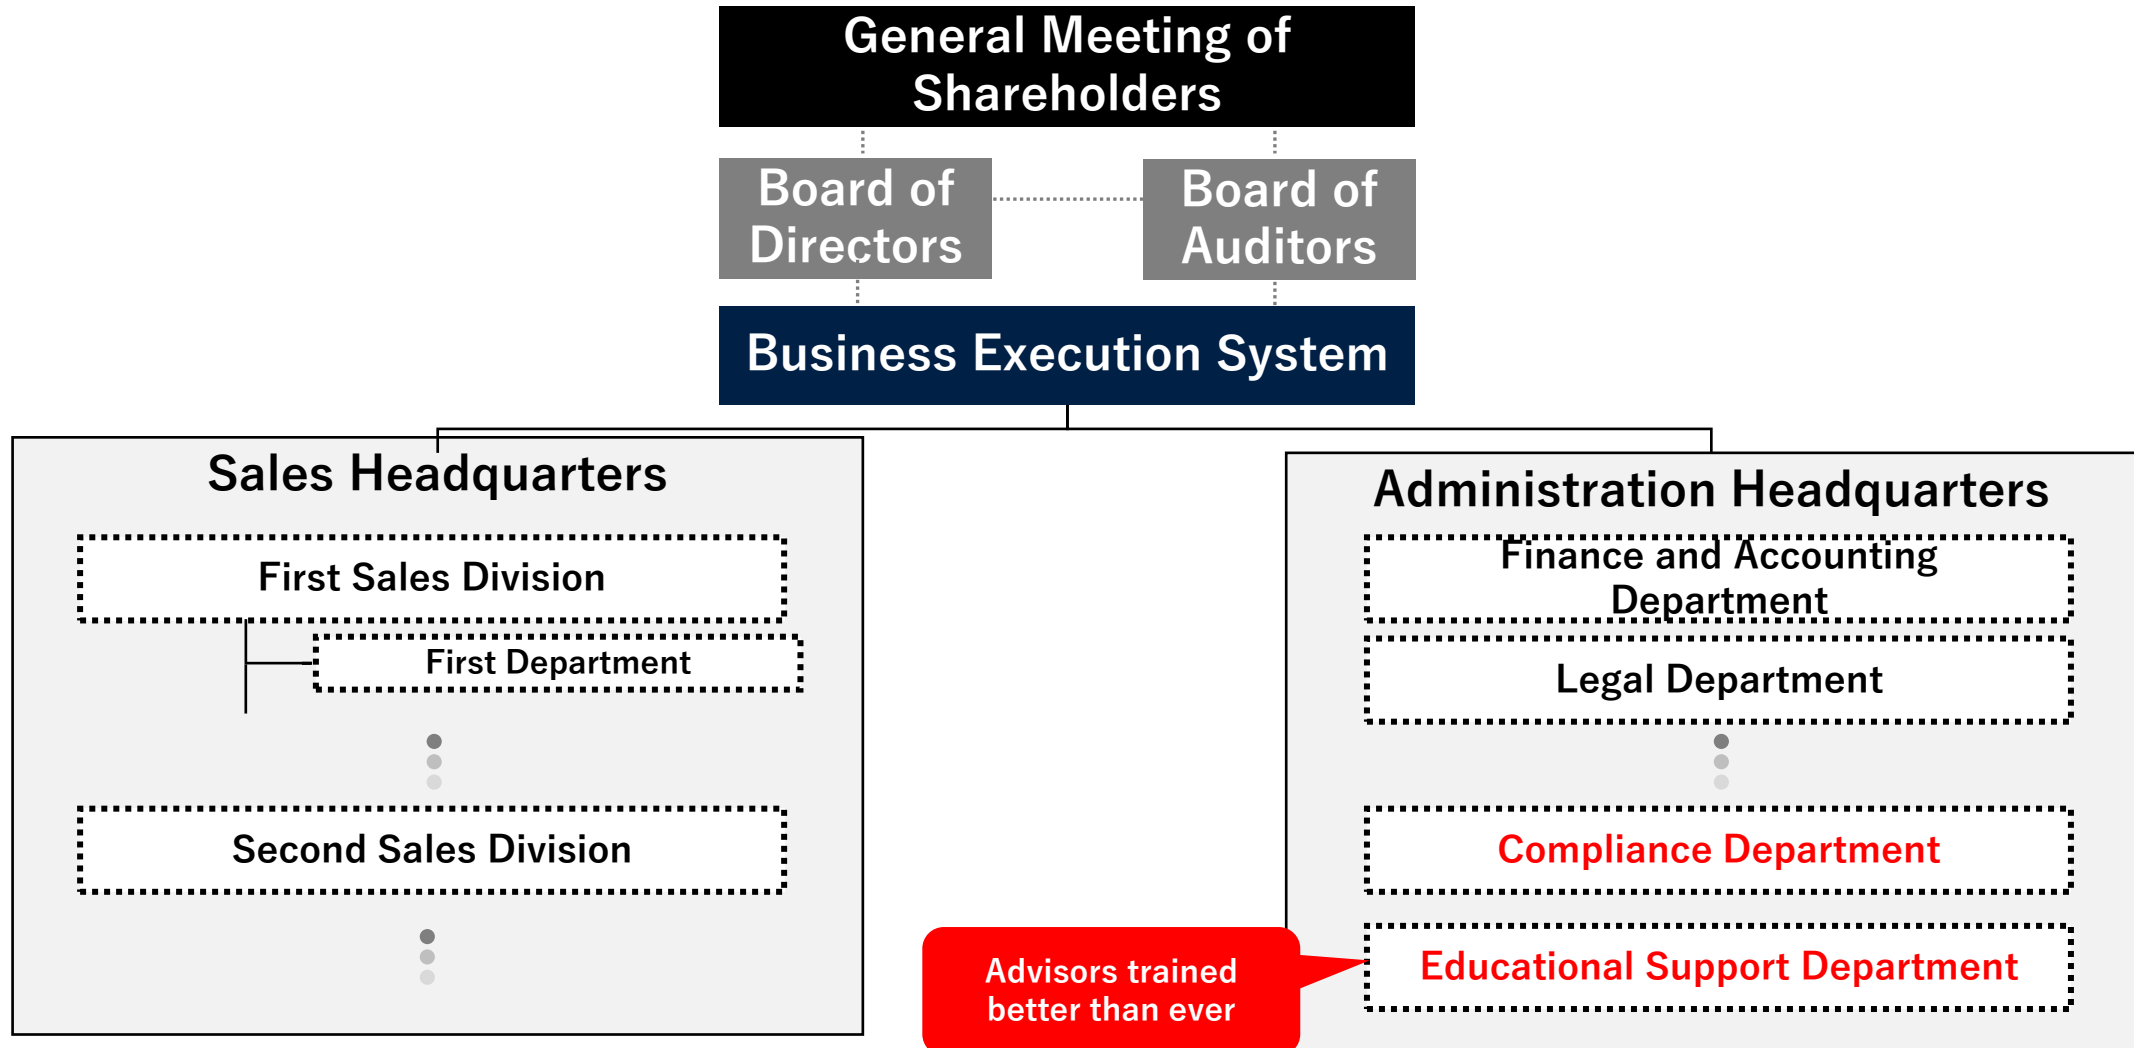 General Meeting of
Shareholders
Board of
Directors
Board of
Auditors
Business Execution System
Sales Headquarters
First Sales Division
First Department
Second Sales Division
Administration Headquarters
Finance and Accounting
Department
Legal Department
Compliance Department
Educational Support Department
Advisors trained
better than ever